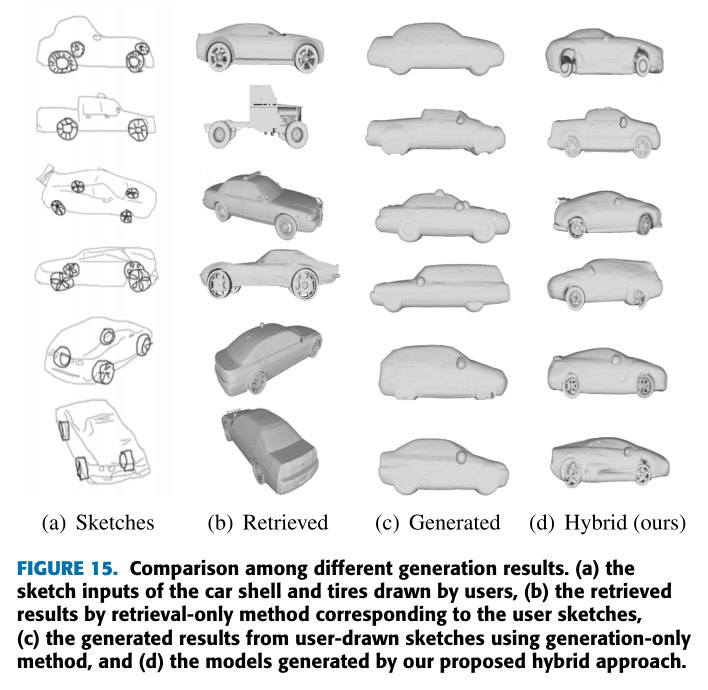 (a) Sketches
(b) Retrieved
(c) Generated
(d) Hybrid (ours)
FIGURE 15. Comparison among different generation results. (a) the
sketch inputs of the car shell and tires drawn by users, (b) the retrieved
results by retrieval-only method corresponding to the user sketches,
(c) the generated results from user-drawn sketches using generation-only
method, and (d) the models generated by our proposed hybrid approach.